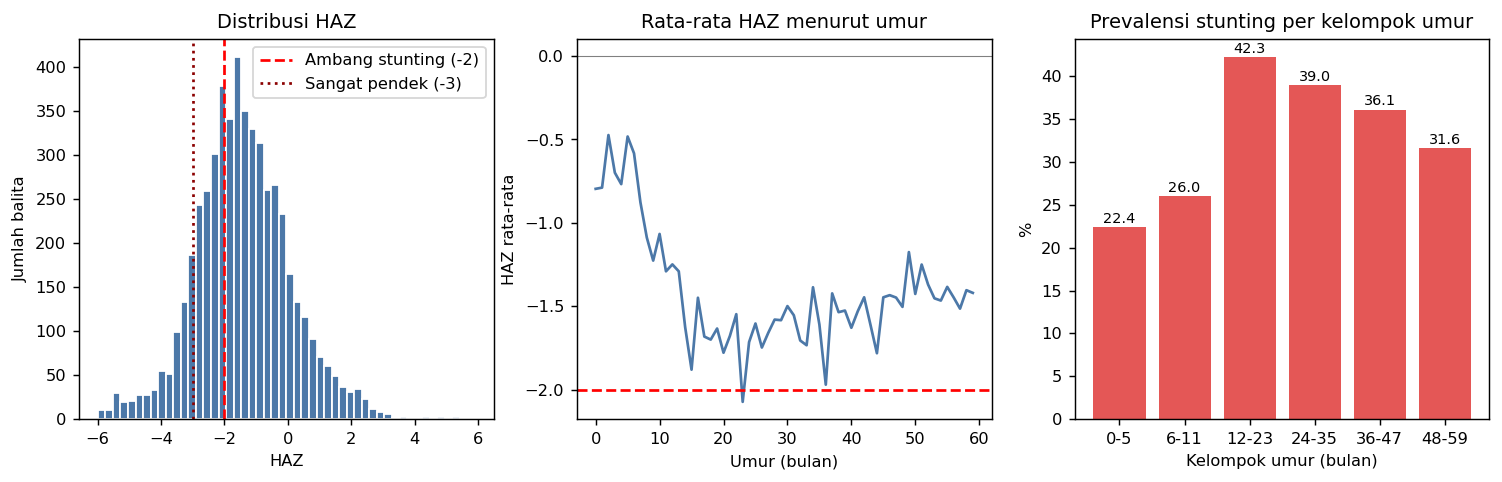 Distribusi HAZ
Ambang stunting (-2)
Sangat pendek (-3)
Jumlah balita
400
350
300
250
200
150
100
50
0
−6 −4 −2 0 2 4 6
HAZ
Rata-rata HAZ menurut umur
HAZ rata-rata
0.0
−0.5
−1.0
−1.5
−2.0
0 10 20 30 40 50 60
Umur (bulan)
Prevalensi stunting per kelompok umur
%
40
35
30
25
20
15
10
5
0
22.4 26.0 42.3 39.0 36.1 31.6
0-5 6-11 12-23 24-35 36-47 48-59
Kelompok umur (bulan)